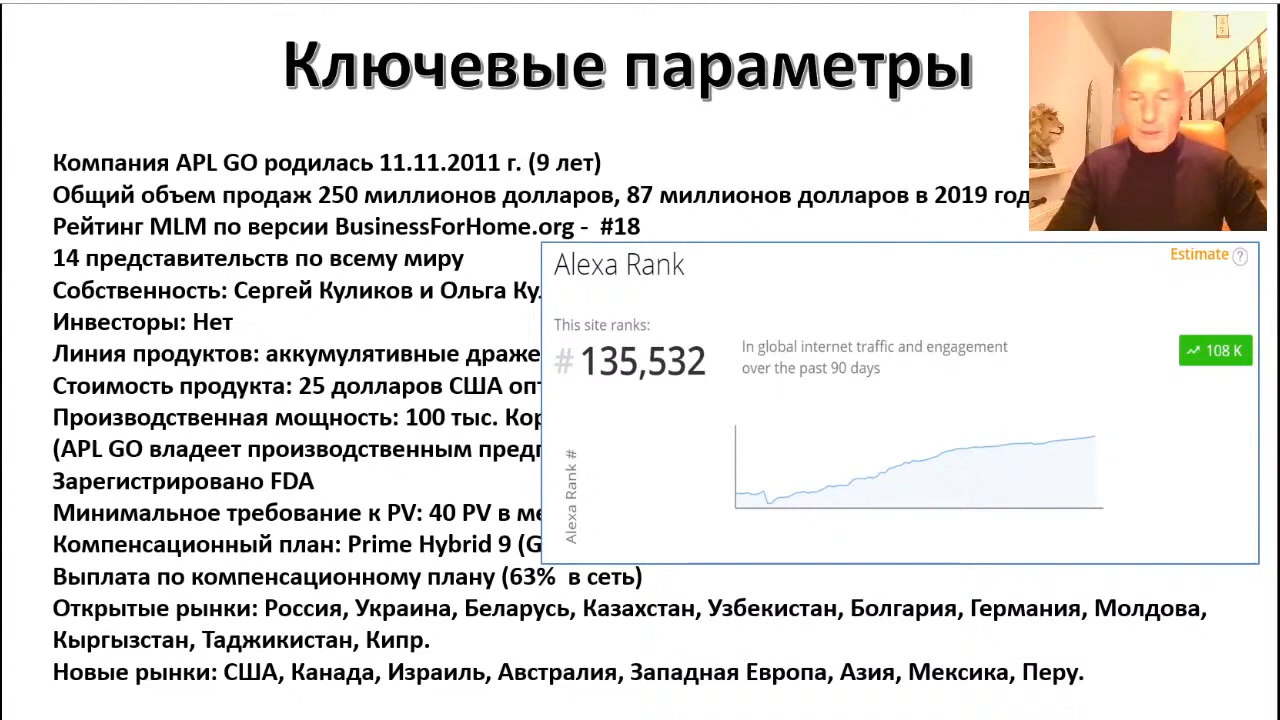 Ключевые параметры
Компания APL GO родилась 11.11.2011 г. (9 лет)
Общий объем продаж 250 миллионов долларов, 87 миллионов долларов в 2019 год
Рейтинг MLM по версии BusinessForHome.org - #18
14 представительств по всему миру
Собственность: Сергей Куликов и Ольга
Инвесторы: Нет
Линия продуктов: аккумулятивные драже
Стоимость продукта: 25 долларов США
Производственная мощность: 100 тыс.
(APL GO владеет производственным
Зарегистрировано FDA
Минимальное требование к PV: 40 PV в
Компенсационный план: Prime Hybrid 9
Выплата по компенсационному плану (63% в сеть)
Открытые рынки: Россия, Украина, Беларусь, Казахстан, Узбекистан, Болгария, Германия, Молдова,
Кыргызстан, Таджикистан, Кипр.
Новые рынки: США, Канада, Израиль, Австралия, Западная Европа, Азия, Мексика, Перу.
Alexa Rank
Estimate ?
This site ranks:
# 135,532
In global internet traffic and engagement
over the past 90 days
108 K
Alexa Rank #